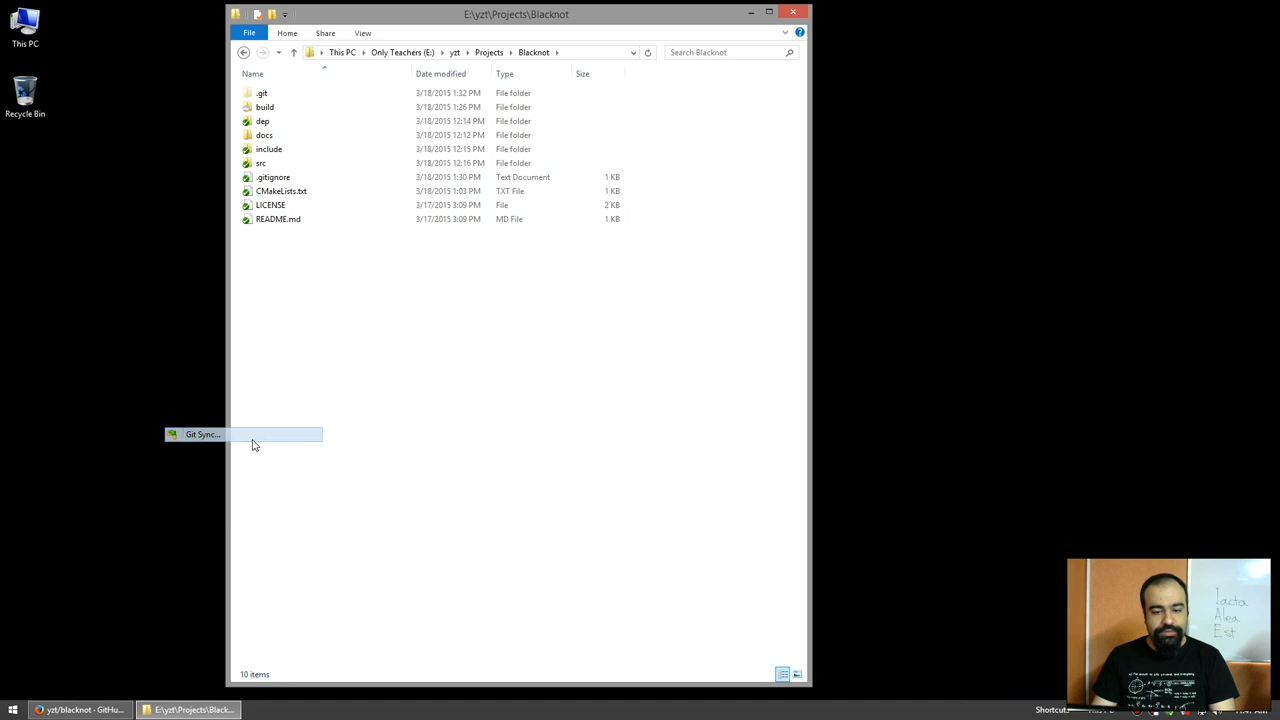 This PC
Recycle Bin
E:\yzt\Projects\Blacknot
File
Home
Share
View
This PC
Only Teachers (E:)
yzt
Projects
Blacknot
Search Blacknot
Name
Date modified
Type
Size
.git
3/18/2015 1:32 PM
File folder
build
3/18/2015 1:26 PM
File folder
dep
3/18/2015 12:14 PM
File folder
docs
3/18/2015 12:12 PM
File folder
include
3/18/2015 12:15 PM
File folder
src
3/18/2015 12:16 PM
File folder
.gitignore
3/18/2015 1:30 PM
Text Document
1 KB
CMakeLists.txt
3/18/2015 1:03 PM
TXT File
1 KB
LICENSE
3/17/2015 3:09 PM
File
2 KB
README.md
3/17/2015 3:09 PM
MD File
1 KB
Git Sync...
10 items
Iacta
Alea
Est
yzt/blacknot · GitHu...
E:\yzt\Projects\Black...